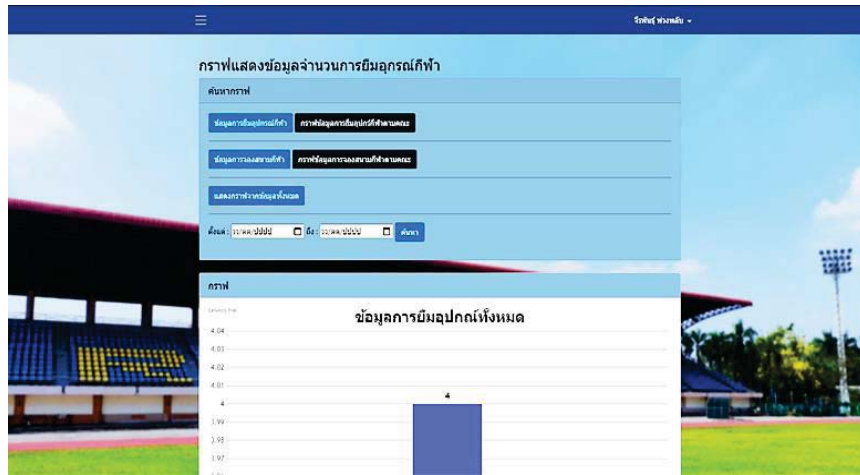 จีรพันธุ์ พ่วงหลับ
กราฟแสดงข้อมูลจำนวนการยืมอุกรณ์กีฬา
ค้นหากราฟ
ข้อมูลการยืมอุปกรณ์กีฬา กราฟข้อมูลการยืมอุปกร์กีฬาตามคณะ
ข้อมูลการจองสนามกีฬา กราฟข้อมูลการจองสนามกีฬาตามคณะ
แสดงกราฟจากข้อมูลทั้งหมด
ตั้งแต่ : วว/ดด/ปปปป ถึง : วว/ดด/ปปปป ค้นหา
กราฟ
ข้อมูลการยืมอุปกณ์ทั้งหมด
4.04
4.03
4.02
4.01
4
4
3.99
3.98
3.97